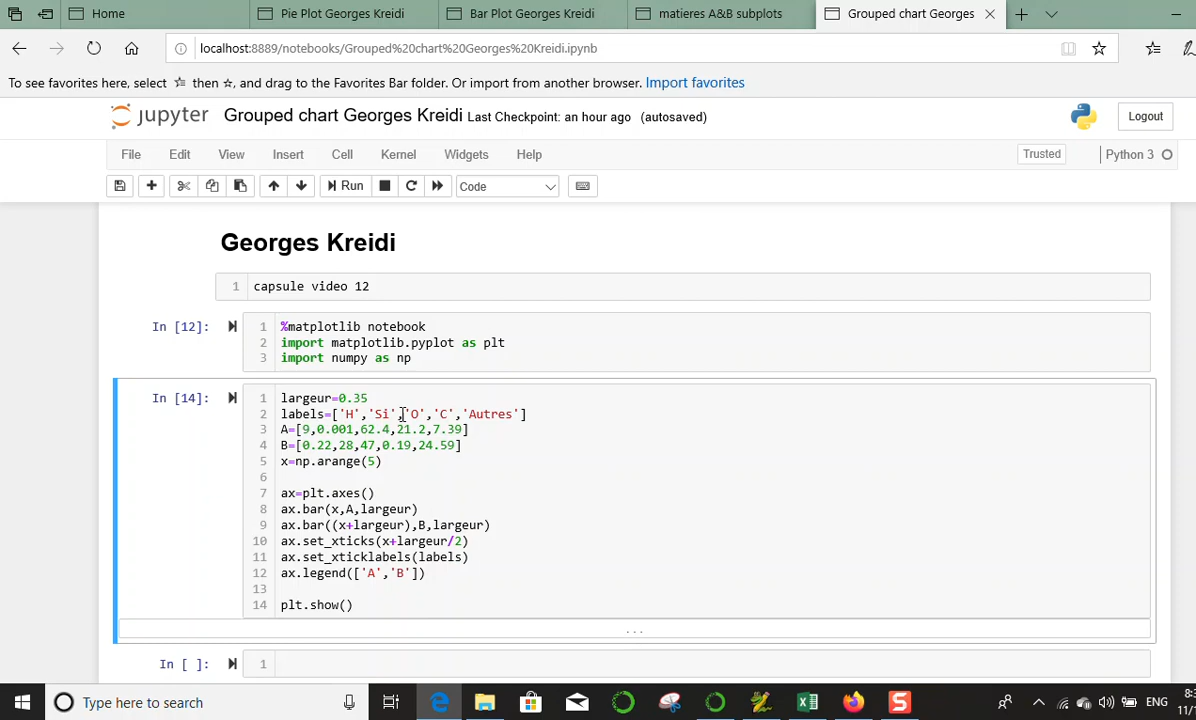 Home
Pie Plot Georges Kreidi
Bar Plot Georges Kreidi
matieres A&B subplots
Grouped chart Georges
localhost:8889/notebooks/Grouped%20chart%20Georges%20Kreidi.ipynb
To see favorites here, select ☆ then ☆, and drag to the Favorites Bar folder. Or import from another browser. Import favorites
jupyter Grouped chart Georges Kreidi Last Checkpoint: an hour ago (autosaved)
Logout
File Edit View Insert Cell Kernel Widgets Help
Trusted
Python 3
Run
Code
Georges Kreidi
1 capsule video 12
In [12]:
1 %matplotlib notebook
2 import matplotlib.pyplot as plt
3 import numpy as np
In [14]:
1 largeur=0.35
2 labels=['H','Si','O','C','Autres']
3 A=[9,0.001,62.4,21.2,7.39]
4 B=[0.22,28,47,0.19,24.59]
5 x=np.arange(5)
6
7 ax=plt.axes()
8 ax.bar(x,A,largeur)
9 ax.bar((x+largeur),B,largeur)
10 ax.set_xticks(x+largeur/2)
11 ax.set_xticklabels(labels)
12 ax.legend(['A','B'])
13
14 plt.show()
...
In [ ]:
1
Type here to search
ENG